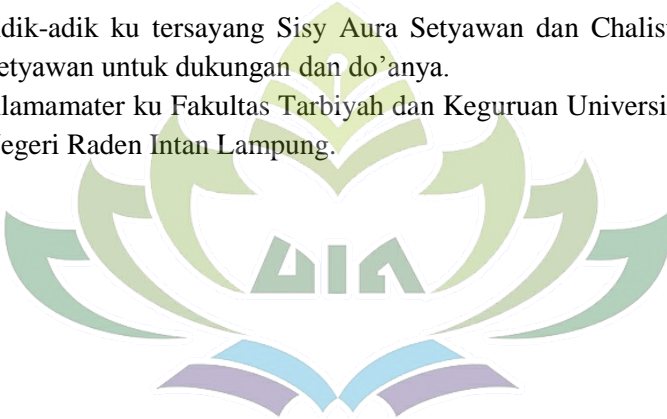 dik-adik ku tersayang Sisy Aura Setyawan dan Chalis
etyawan untuk dukungan dan do’anya.
lamamater ku Fakultas Tarbiyah dan Keguruan Universi
egeri Raden Intan Lampung.
UIN